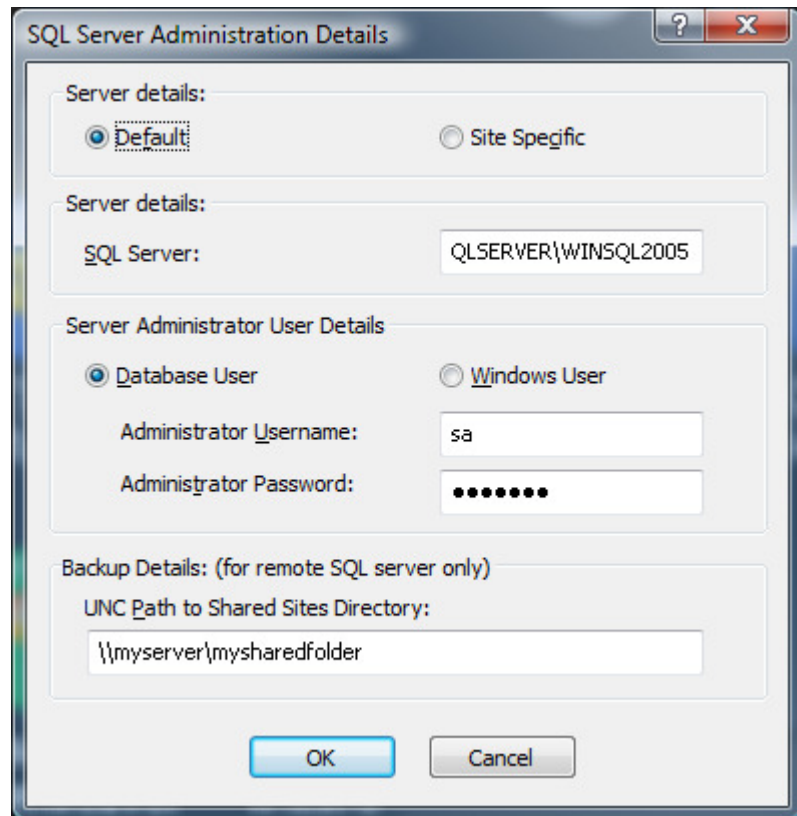 SQL Server Administration Details
Server details:
Default Site Specific
Server details:
SQL Server: QLSERVER\WINSQL2005
Server Administrator User Details
Database User Windows User
Administrator Username: sa
Administrator Password: •••••••
Backup Details: (for remote SQL server only)
UNC Path to Shared Sites Directory:
\\myserver\mysharedfolder
OK Cancel